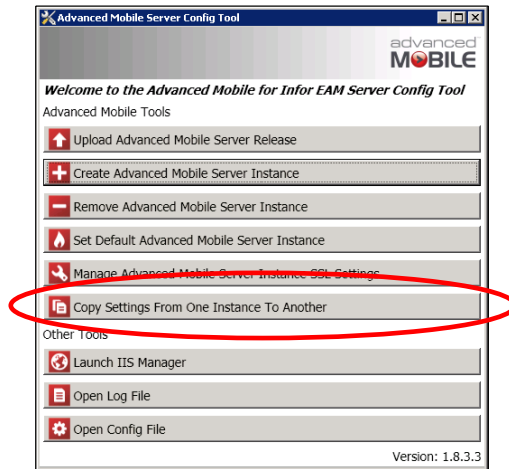 Advanced Mobile Server Config Tool
advanced
MOBILE
Welcome to the Advanced Mobile for Infor EAM Server Config Tool
Advanced Mobile Tools
Upload Advanced Mobile Server Release
Create Advanced Mobile Server Instance
Remove Advanced Mobile Server Instance
Set Default Advanced Mobile Server Instance
Manage Advanced Mobile Server Instance SSL Settings
Copy Settings From One Instance To Another
Other Tools
Launch IIS Manager
Open Log File
Open Config File
Version: 1.8.3.3